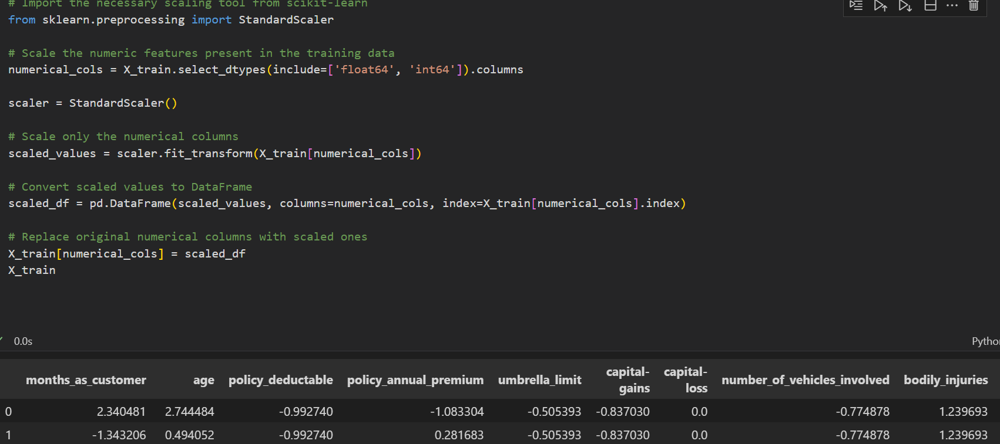 # Import the necessary scaling tool from scikit-learn
from sklearn.preprocessing import StandardScaler
# Scale the numeric features present in the training data
numerical_cols = X_train.select_dtypes(include=['float64', 'int64']).columns
scaler = StandardScaler()
# Scale only the numerical columns
scaled_values = scaler.fit_transform(X_train[numerical_cols])
# Convert scaled values to DataFrame
scaled_df = pd.DataFrame(scaled_values, columns=numerical_cols, index=X_train[numerical_cols].index)
# Replace original numerical columns with scaled ones
X_train[numerical_cols] = scaled_df
X_train
0.0s Pytho
months_as_customer age policy_deductable policy_annual_premium umbrella_limit capital-gains capital-loss number_of_vehicles_involved bodily_injuries
0 2.340481 2.744484 -0.992740 -1.083304 -0.505393 -0.837030 0.0 -0.774878 1.239693
1 -1.343206 0.494052 -0.992740 0.281683 -0.505393 -0.837030 0.0 -0.774878 1.239693